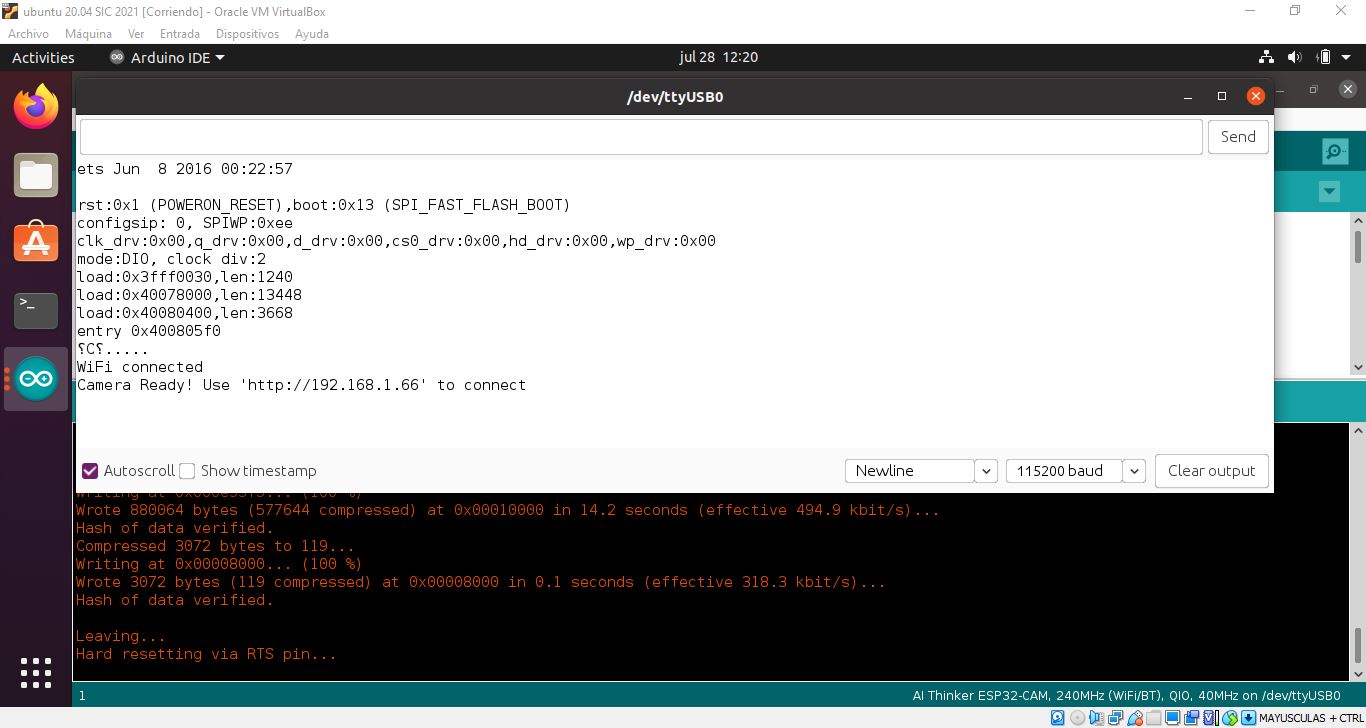 ubuntu 20.04 SIC 2021 [Corriendo] - Oracle VM VirtualBox
Archivo Máquina Ver Entrada Dispositivos Ayuda
Activities Arduino IDE jul 28 12:20
/dev/ttyUSB0
Send
ets Jun  8 2016 00:22:57
rst:0x1 (POWERON_RESET),boot:0x13 (SPI_FAST_FLASH_BOOT)
configsip: 0, SPIWP:0xee
clk_drv:0x00,q_drv:0x00,d_drv:0x00,cs0_drv:0x00,hd_drv:0x00,wp_drv:0x00
mode:DIO, clock div:2
load:0x3fff0030,len:1240
load:0x40078000,len:13448
load:0x40080400,len:3668
entry 0x400805f0
⸮C⸮.....
WiFi connected
Camera Ready! Use 'http://192.168.1.66' to connect
Autoscroll Show timestamp Newline 115200 baud Clear output
Writing at (100 %)
Wrote 880064 bytes (577644 compressed) at 0x00010000 in 14.2 seconds (effective 494.9 kbit/s)...
Hash of data verified.
Compressed 3072 bytes to 119...
Writing at 0x00008000... (100 %)
Wrote 3072 bytes (119 compressed) at 0x00008000 in 0.1 seconds (effective 318.3 kbit/s)...
Hash of data verified.
Leaving...
Hard resetting via RTS pin...
1 AI Thinker ESP32-CAM, 240MHz (WiFi/BT), QIO, 40MHz on /dev/ttyUSB0
MAYUSCULAS + CTRL